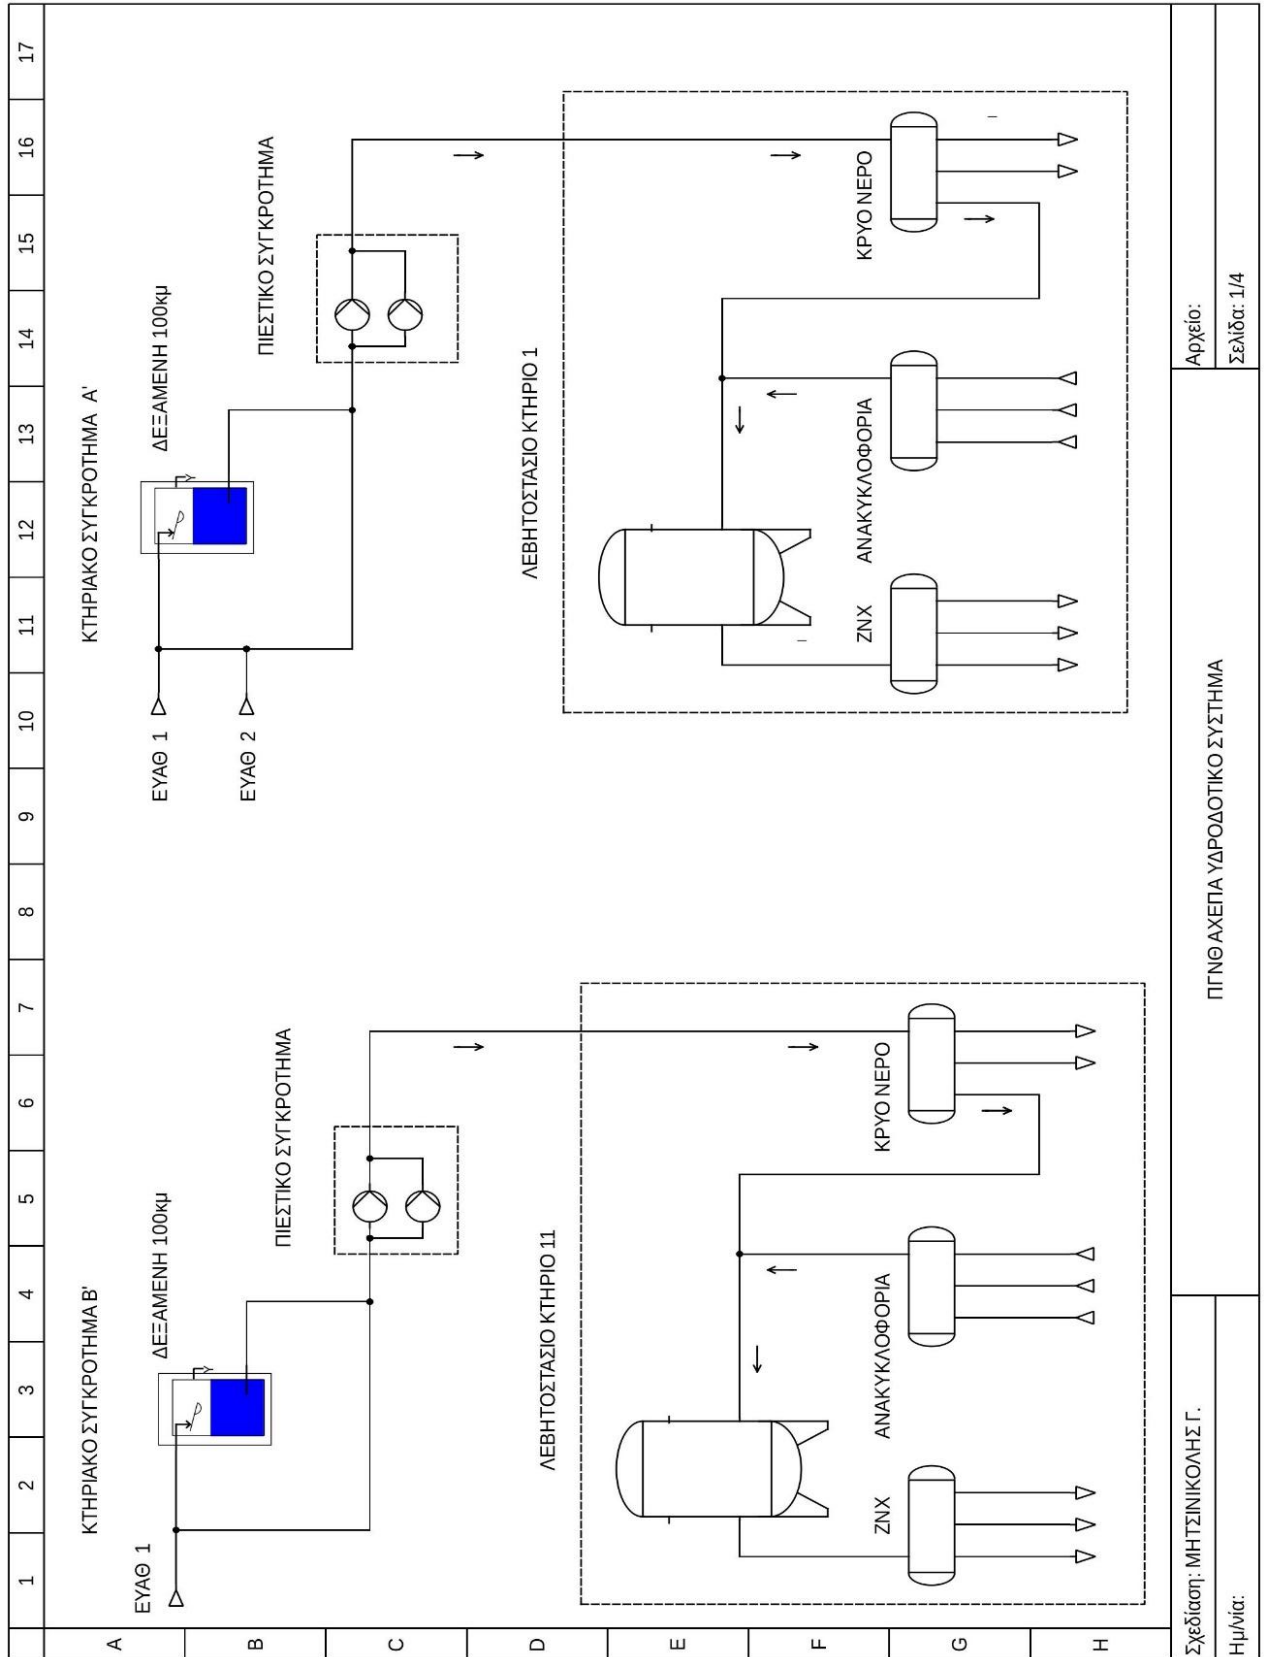 1 2 3 4 5 6 7 8 9 10 11 12 13 14 15 16 17
A
B
C
D
E
F
G
H
ΚΤΗΡΙΑΚΟ ΣΥΓΚΡΟΤΗΜΑ Β'
ΕΥΑΘ 1
ΔΕΞΑΜΕΝΗ 100κμ
ΠΙΕΣΤΙΚΟ ΣΥΓΚΡΟΤΗΜΑ
ΛΕΒΗΤΟΣΤΑΣΙΟ ΚΤΗΡΙΟ 11
ΖΝΧ
ΑΝΑΚΥΚΛΟΦΟΡΙΑ
ΚΡΥΟ ΝΕΡΟ
ΚΤΗΡΙΑΚΟ ΣΥΓΚΡΟΤΗΜΑ Α'
ΕΥΑΘ 1
ΕΥΑΘ 2
ΔΕΞΑΜΕΝΗ 100κμ
ΠΙΕΣΤΙΚΟ ΣΥΓΚΡΟΤΗΜΑ
ΛΕΒΗΤΟΣΤΑΣΙΟ ΚΤΗΡΙΟ 1
ΖΝΧ
ΑΝΑΚΥΚΛΟΦΟΡΙΑ
ΚΡΥΟ ΝΕΡΟ
Σχεδίαση: ΜΗΤΣΙΝΙΚΟΛΗΣ Γ.
Ημ/νία:
ΠΓΝΘ ΑΧΕΠΑ ΥΔΡΟΔΟΤΙΚΟ ΣΥΣΤΗΜΑ
Αρχείο:
Σελίδα: 1/4